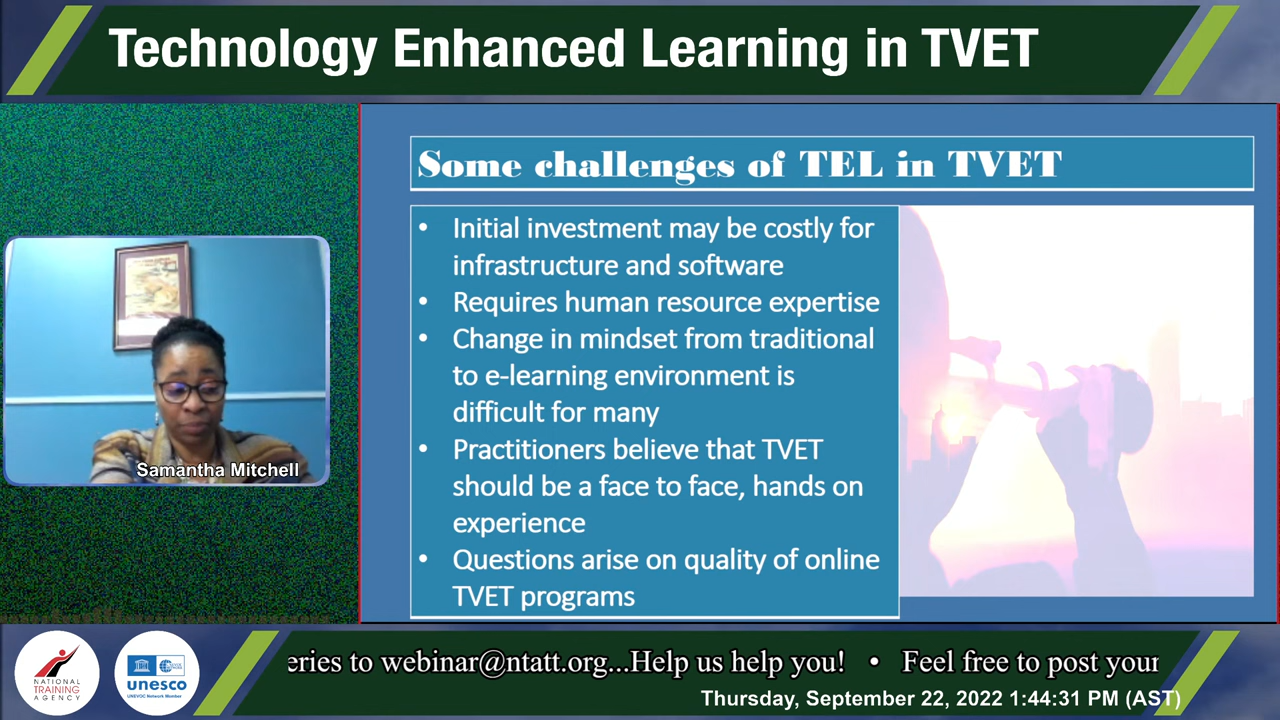 Technology Enhanced Learning in TVET
Some challenges of TEL in TVET
• Initial investment may be costly for
infrastructure and software
• Requires human resource expertise
• Change in mindset from traditional
to e-learning environment is
difficult for many
• Practitioners believe that TVET
should be a face to face, hands on
experience
• Questions arise on quality of online
TVET programs
Samantha Mitchell
NATIONAL
TRAINING
AGENCY
unesco
UNEVOC Network Member
to webinar@ntatt.org...Help us help you! • Feel free to post your
Thursday, September 22, 2022 1:44:31 PM (AST)